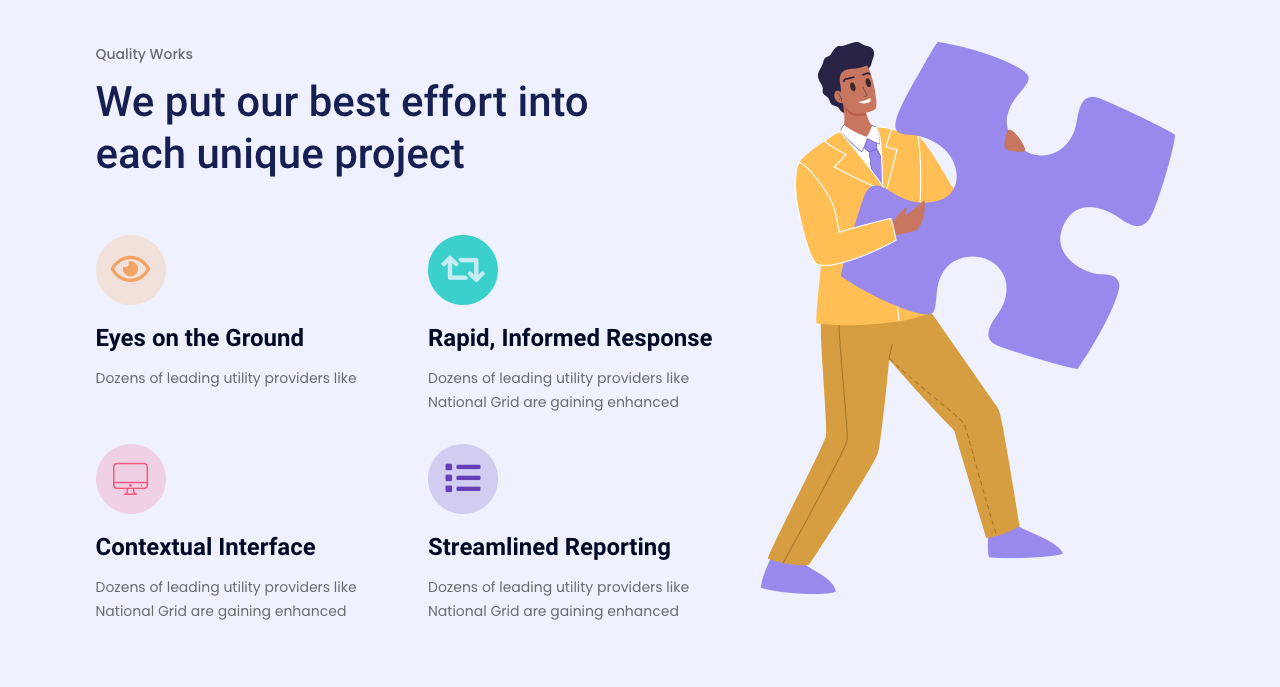 Quality Works
We put our best effort into
each unique project
Eyes on the Ground
Dozens of leading utility providers like
Rapid, Informed Response
Dozens of leading utility providers like
National Grid are gaining enhanced
Contextual Interface
Dozens of leading utility providers like
National Grid are gaining enhanced
Streamlined Reporting
Dozens of leading utility providers like
National Grid are gaining enhanced